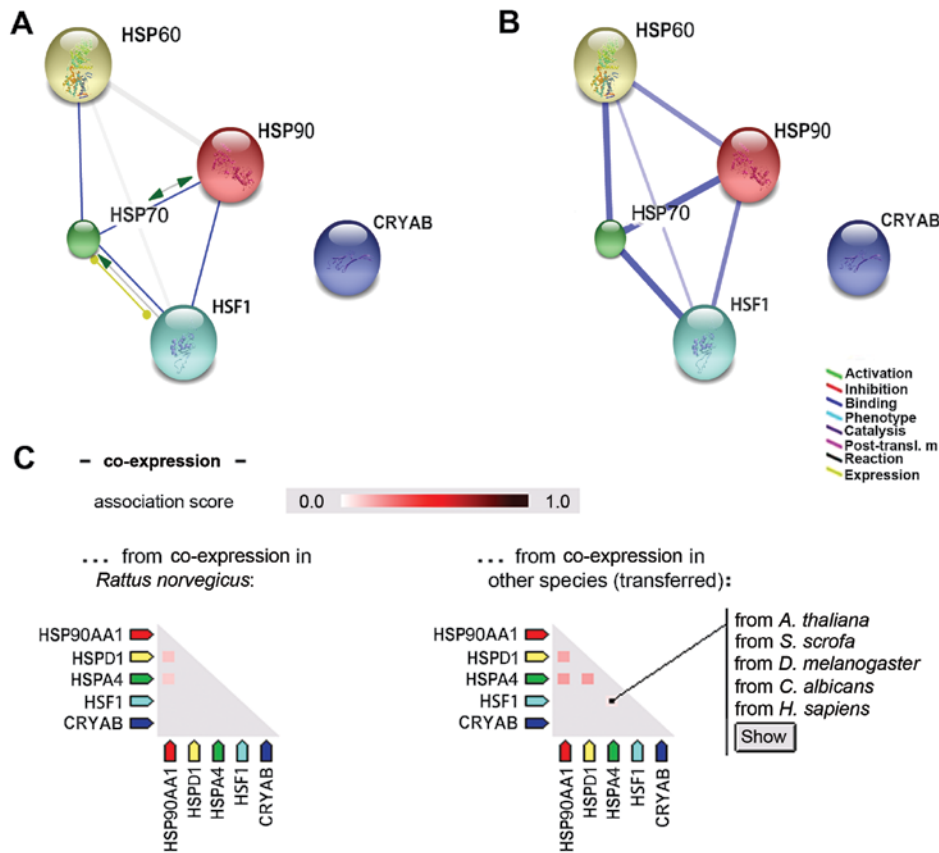 A
HSP60
HSP90
HSP70
CRYAB
HSF1
B
HSP60
HSP90
HSP70
CRYAB
HSF1
Activation
Inhibition
Binding
Phenotype
Catalysis
Post-transl. m
Reaction
Expression
C
– co-expression –
association score
0.0
1.0
... from co-expression in
Rattus norvegicus:
HSP90AA1
HSPD1
HSPA4
HSF1
CRYAB
HSP90AA1
HSPD1
HSPA4
HSF1
CRYAB
... from co-expression in
other species (transferred):
HSP90AA1
HSPD1
HSPA4
HSF1
CRYAB
HSP90AA1
HSPD1
HSPA4
HSF1
CRYAB
from A. thaliana
from S. scrofa
from D. melanogaster
from C. albicans
from H. sapiens
Show